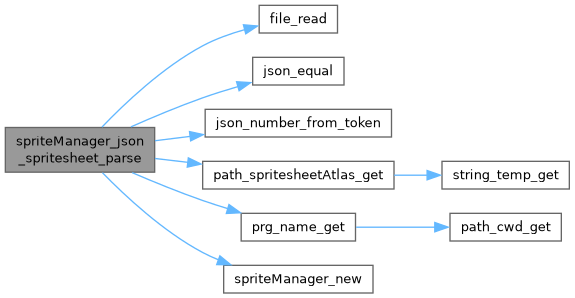 file_read
json_equal
json_number_from_token
spriteManager_json
_spritesheet_parse
path_spritesheetAtlas_get
string_temp_get
prg_name_get
path_cwd_get
spriteManager_new